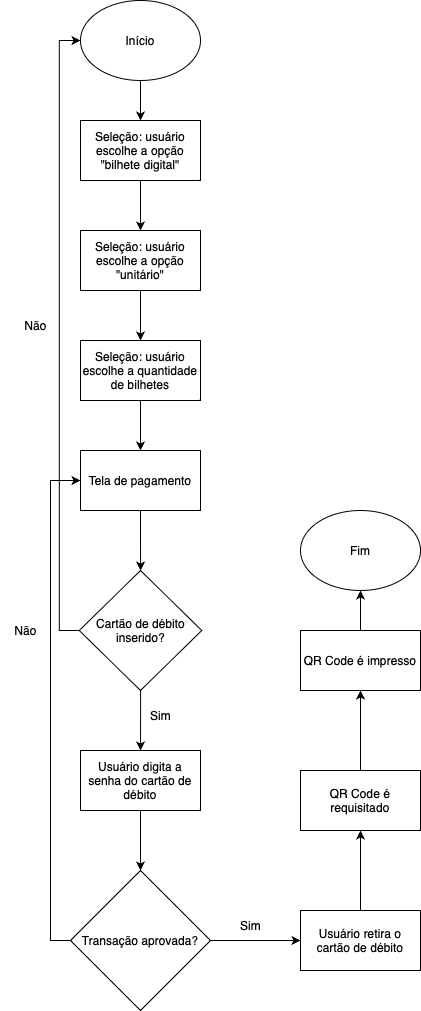 Início
Seleção: usuário
escolhe a opção
"bilhete digital"
Seleção: usuário
escolhe a opção
"unitário"
Não
Seleção: usuário
escolhe a quantidade
de bilhetes
Tela de pagamento
Cartão de débito
inserido?
Não
Sim
Usuário digita a
senha do cartão de
débito
Transação aprovada?
Sim
Usuário retira o
cartão de débito
QR Code é
requisitado
QR Code é impresso
Fim